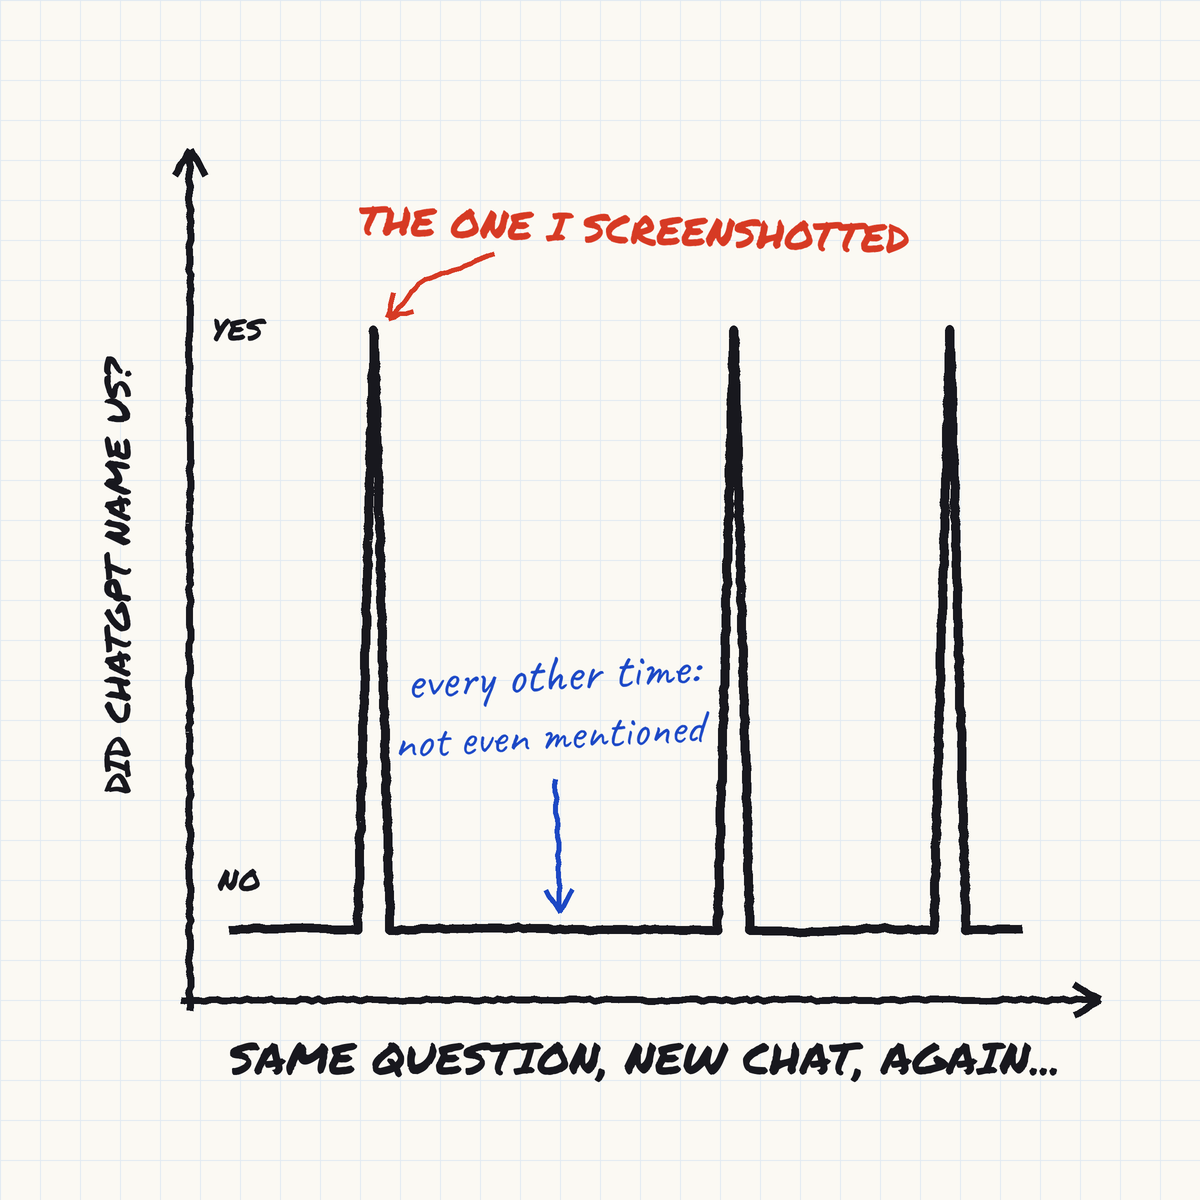 THE ONE I SCREENSHOTTED
YES
DID CHATGPT NAME US?
every other time:
not even mentioned
NO
SAME QUESTION, NEW CHAT, AGAIN...